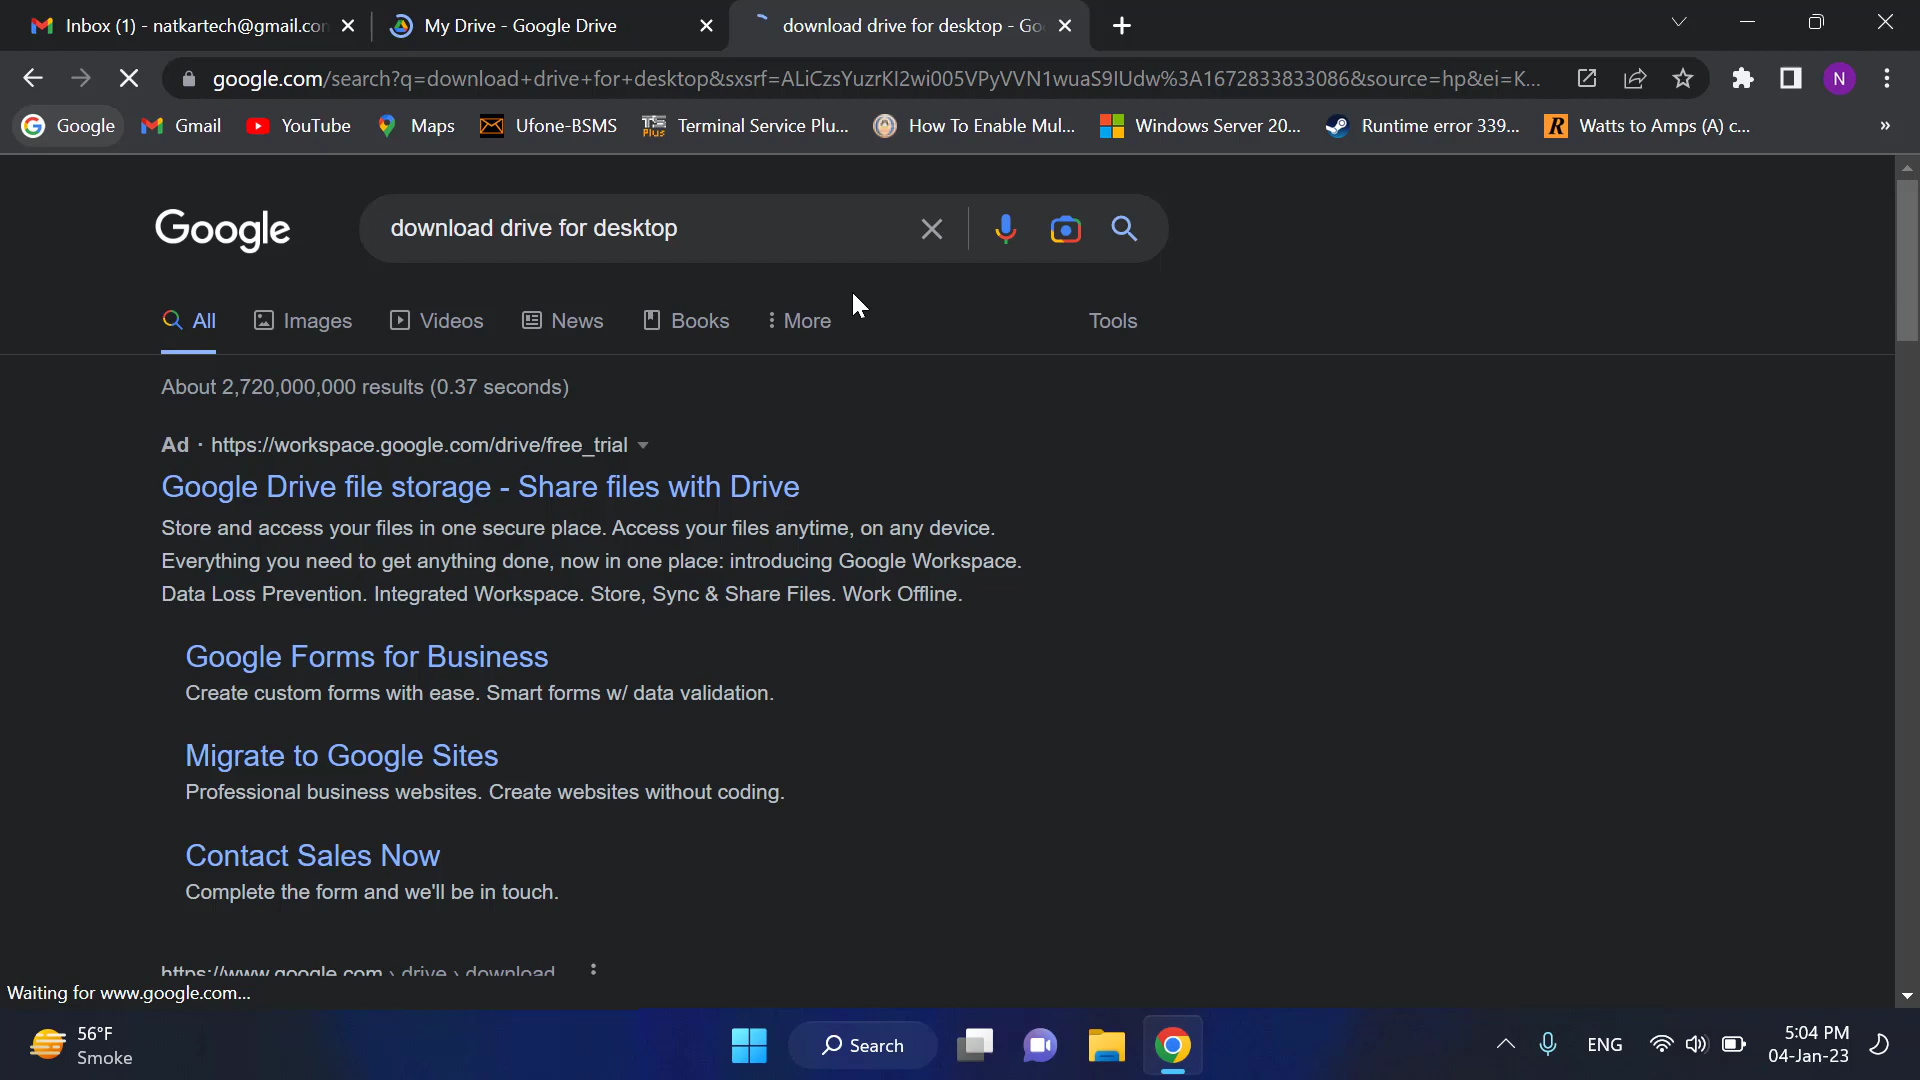 Inbox (1) - natkartech@gmail.con
My Drive - Google Drive
download drive for desktop - Go
google.com/search?q=download+drive+for+desktop&sxsrf=ALiCzsYuzrKI2wi005VPyVVN1wuaS9IUdw%3A1672833833086&source=hp&ei=K...
N
Google
Gmail
YouTube
Maps
Ufone-BSMS
Terminal Service Plu...
How To Enable Mul...
Windows Server 20...
Runtime error 339...
R
Watts to Amps (A) c...
»
Google
download drive for desktop
All
Images
Videos
News
Books
More
Tools
About 2,720,000,000 results (0.37 seconds)
Ad · https://workspace.google.com/drive/free_trial
Google Drive file storage - Share files with Drive
Store and access your files in one secure place. Access your files anytime, on any device.
Everything you need to get anything done, now in one place: introducing Google Workspace.
Data Loss Prevention. Integrated Workspace. Store, Sync & Share Files. Work Offline.
Google Forms for Business
Create custom forms with ease. Smart forms w/ data validation.
Migrate to Google Sites
Professional business websites. Create websites without coding.
Contact Sales Now
Complete the form and we'll be in touch.
https://www.google.com › drive › download
Waiting for www.google.com...
56°F
Smoke
Search
ENG
5:04 PM
04-Jan-23